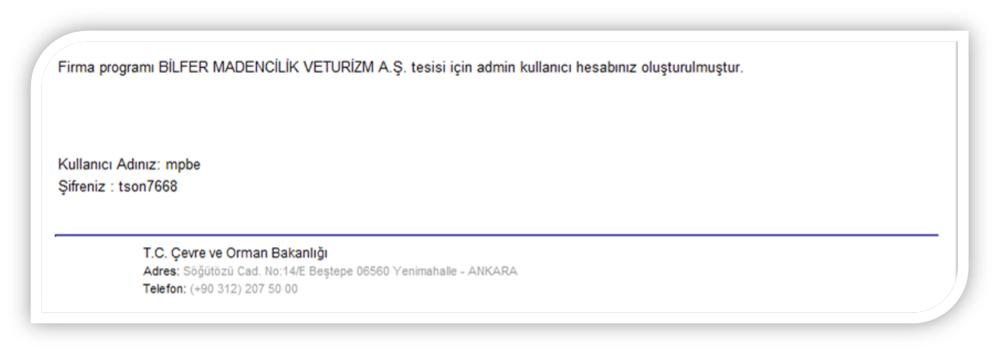 Firma programı BİLFER MADENCİLİK VETURİZM A.Ş. tesisi için admin kullanıcı hesabınız oluşturulmuştur.
Kullanıcı Adınız: mpbe
Şifreniz : tson7668
T.C. Çevre ve Orman Bakanlığı
Adres: Söğütözü Cad. No:14/E Beştepe 06560 Yenimahalle - ANKARA
Telefon: (+90 312) 207 50 00